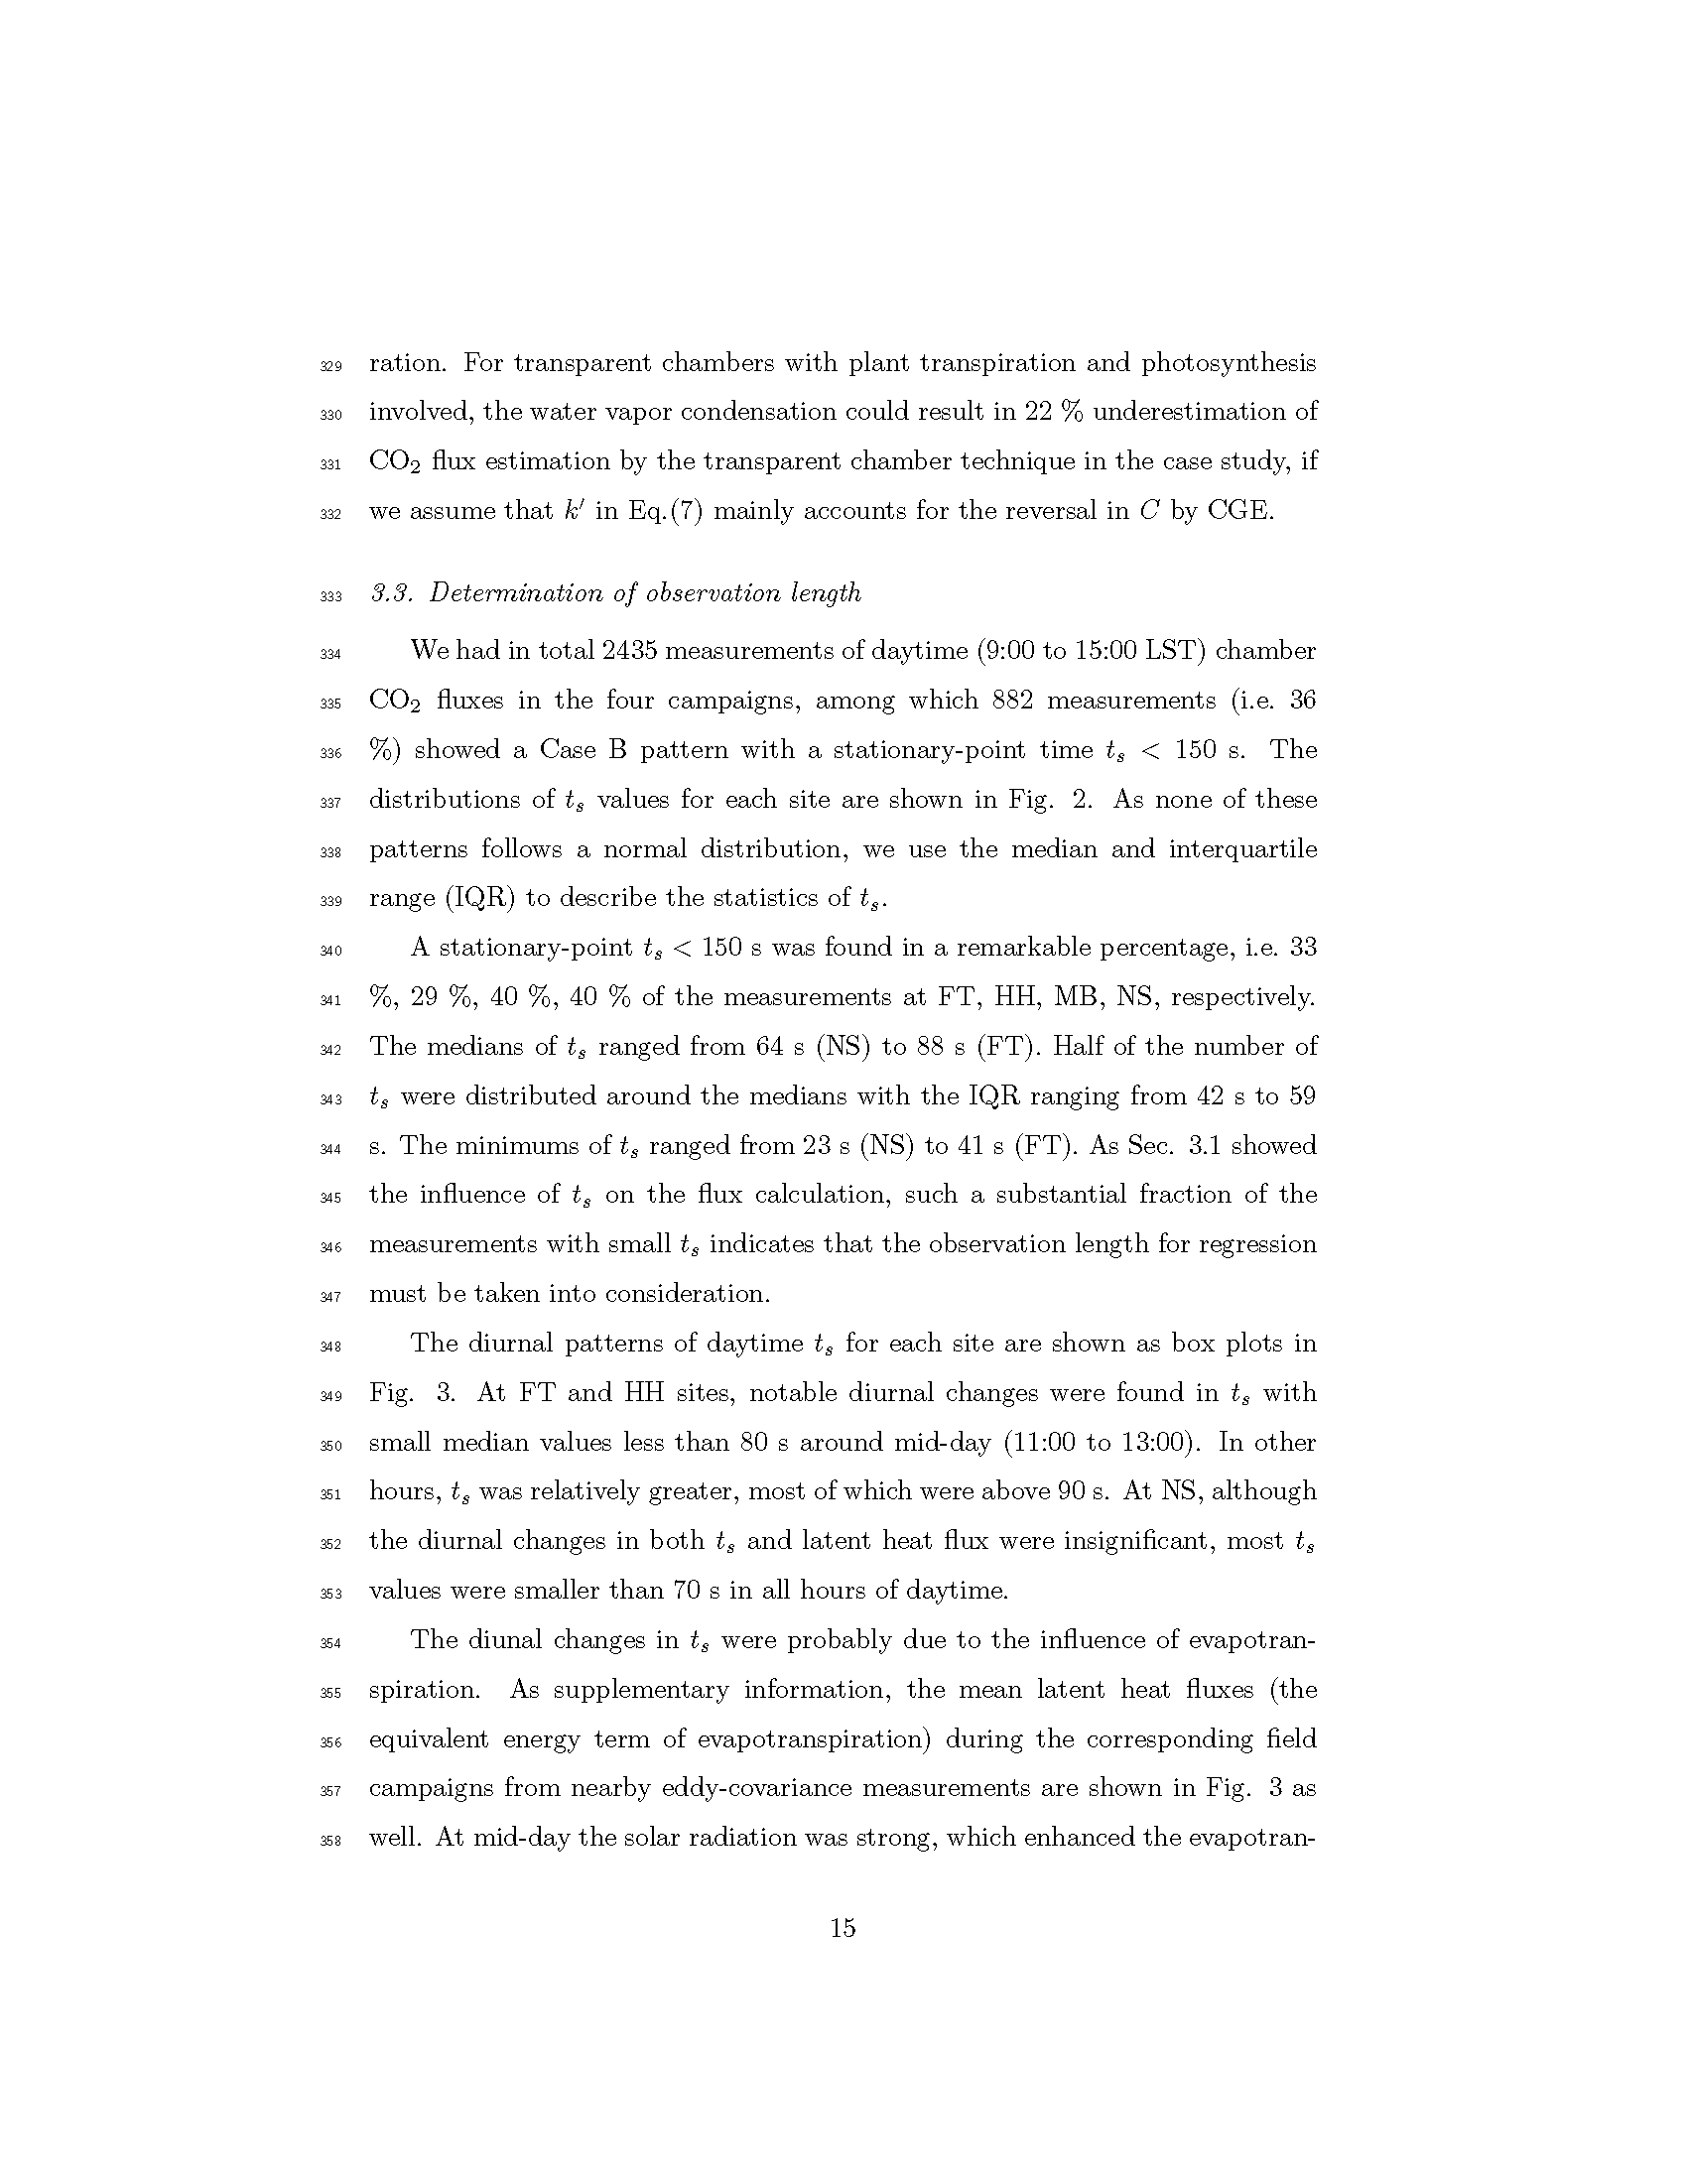 329 ration. For transparent chambers with plant transpiration and photosynthesis
330 involved, the water vapor condensation could result in 22 % underestimation of
331 CO₂ flux estimation by the transparent chamber technique in the case study, if
332 we assume that k′ in Eq.(7) mainly accounts for the reversal in C by CGE.
333 3.3. Determination of observation length
334 We had in total 2435 measurements of daytime (9:00 to 15:00 LST) chamber
335 CO₂ fluxes in the four campaigns, among which 882 measurements (i.e. 36
336 %) showed a Case B pattern with a stationary-point time tₛ < 150 s. The
337 distributions of tₛ values for each site are shown in Fig. 2. As none of these
338 patterns follows a normal distribution, we use the median and interquartile
339 range (IQR) to describe the statistics of tₛ.
340 A stationary-point tₛ < 150 s was found in a remarkable percentage, i.e. 33
341 %, 29 %, 40 %, 40 % of the measurements at FT, HH, MB, NS, respectively.
342 The medians of tₛ ranged from 64 s (NS) to 88 s (FT). Half of the number of
343 tₛ were distributed around the medians with the IQR ranging from 42 s to 59
344 s. The minimums of tₛ ranged from 23 s (NS) to 41 s (FT). As Sec. 3.1 showed
345 the influence of tₛ on the flux calculation, such a substantial fraction of the
346 measurements with small tₛ indicates that the observation length for regression
347 must be taken into consideration.
348 The diurnal patterns of daytime tₛ for each site are shown as box plots in
349 Fig. 3. At FT and HH sites, notable diurnal changes were found in tₛ with
350 small median values less than 80 s around mid-day (11:00 to 13:00). In other
351 hours, tₛ was relatively greater, most of which were above 90 s. At NS, although
352 the diurnal changes in both tₛ and latent heat flux were insignificant, most tₛ
353 values were smaller than 70 s in all hours of daytime.
354 The diunal changes in tₛ were probably due to the influence of evapotran-
355 spiration. As supplementary information, the mean latent heat fluxes (the
356 equivalent energy term of evapotranspiration) during the corresponding field
357 campaigns from nearby eddy-covariance measurements are shown in Fig. 3 as
358 well. At mid-day the solar radiation was strong, which enhanced the evapotran-
15